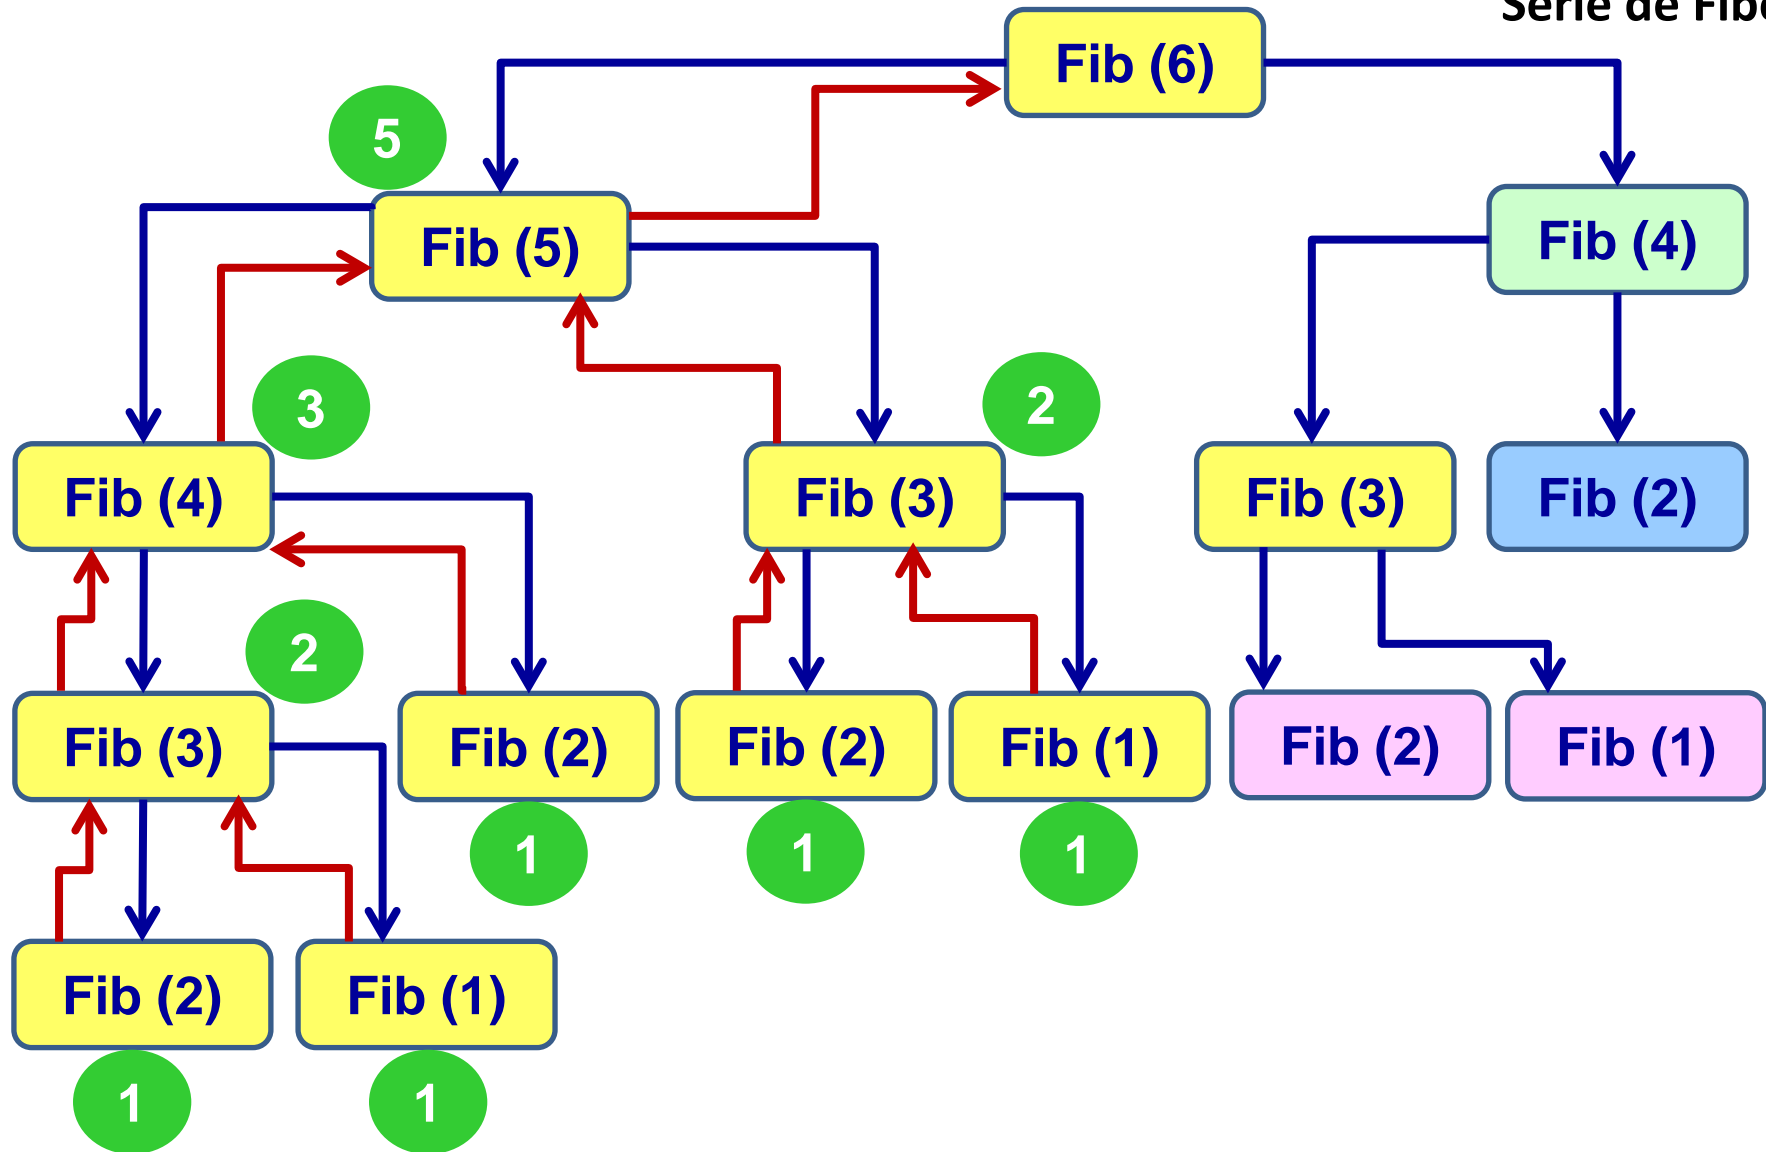 Serie de
Fib (6)
5
Fib (5)
Fib (4)
3
2
Fib (4)
Fib (3)
Fib (3)
Fib (2)
2
Fib (3)
Fib (2)
Fib (2)
Fib (1)
Fib (2)
Fib (1)
1
1
1
Fib (2)
Fib (1)
1
1